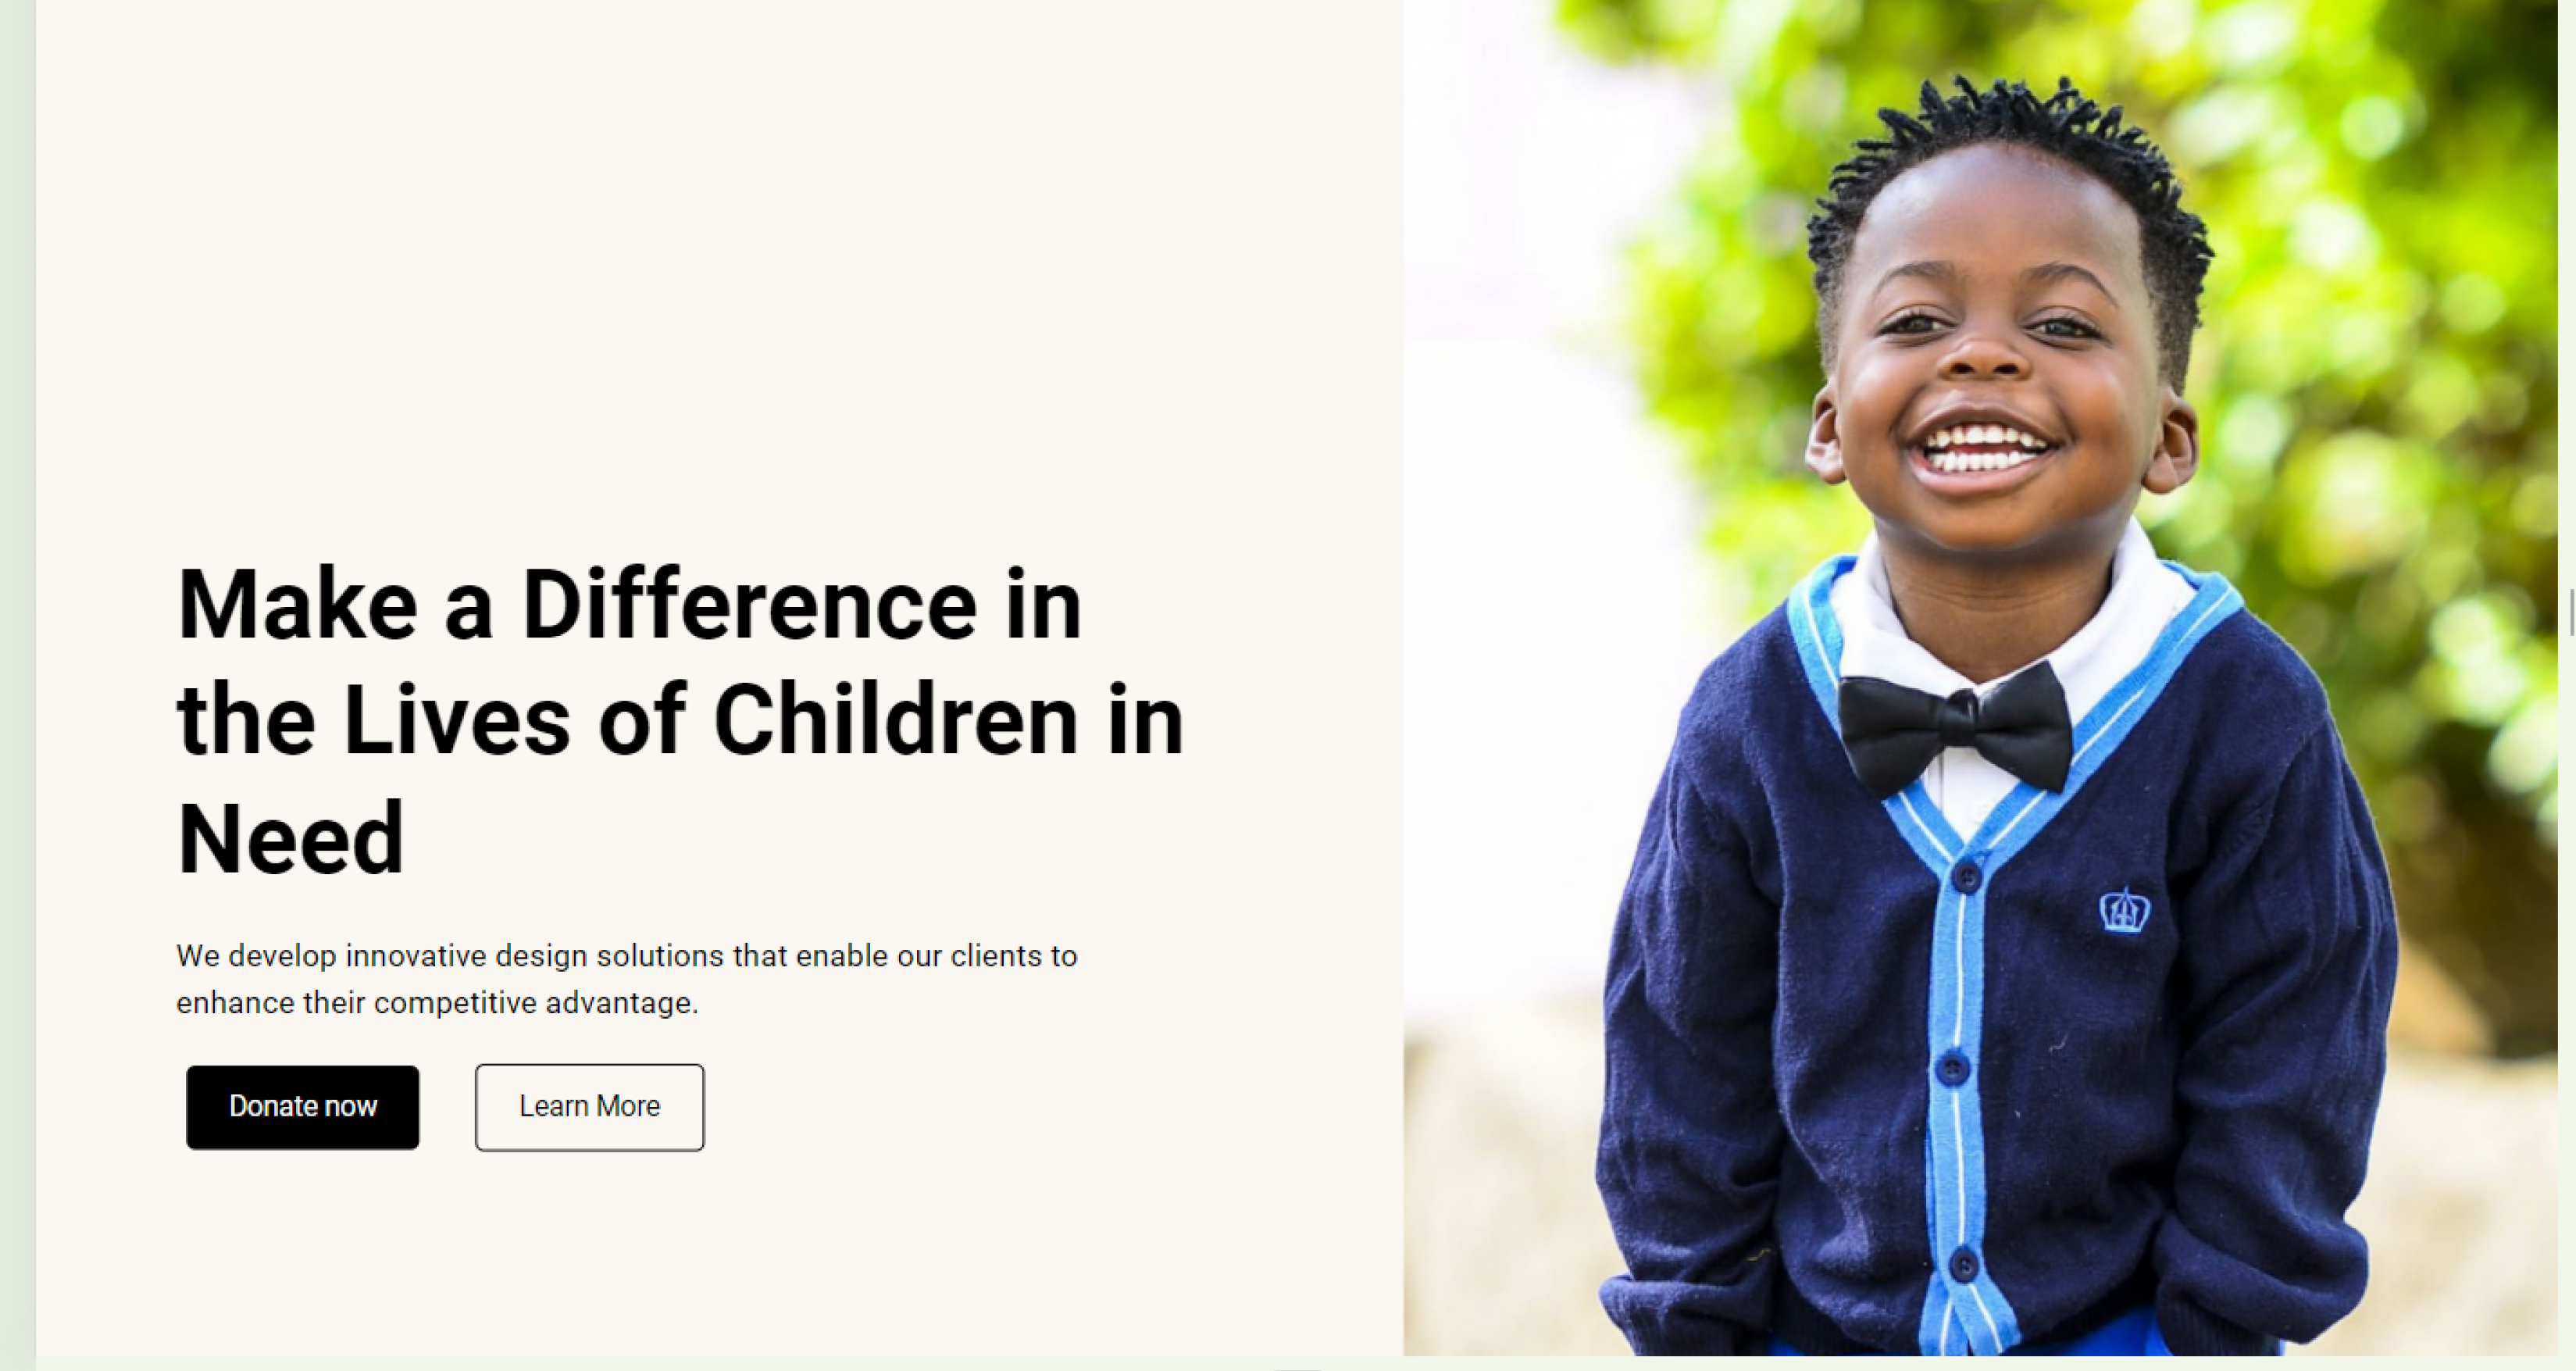 Make a Difference in
the Lives of Children in
Need
We develop innovative design solutions that enable our clients to
enhance their competitive advantage.
Donate now
Learn More